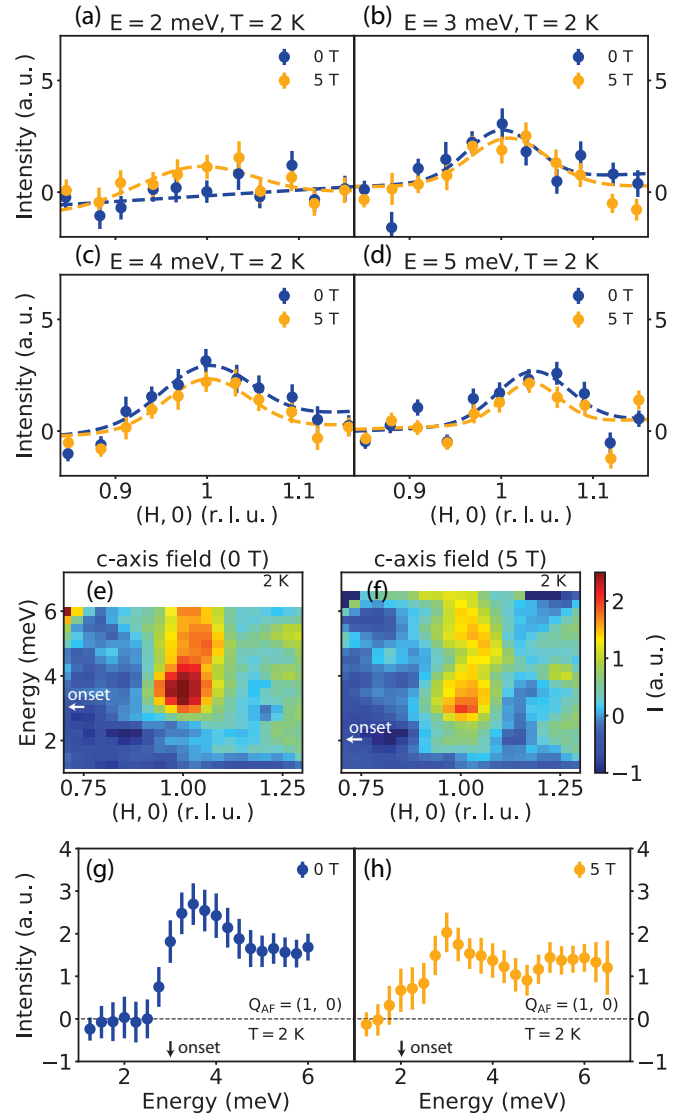 (a) E = 2 meV, T = 2 K
(b) E = 3 meV, T = 2 K
0 T
5 T
0 T
5 T
Intensity (a. u.)
5
0
5
0
(c) E = 4 meV, T = 2 K
(d) E = 5 meV, T = 2 K
0 T
5 T
0 T
5 T
Intensity (a. u.)
5
0
5
0
0.9 1 1.1
0.9 1 1.1
(H, 0) (r. l. u.)
(H, 0) (r. l. u.)
c-axis field (0 T)
c-axis field (5 T)
(e) 2 K
(f) 2 K
Energy (meV)
6
4
2
onset
onset
2
1
0
−1
I (a. u.)
0.75 1.00 1.25
0.75 1.00 1.25
(H, 0) (r. l. u.)
(H, 0) (r. l. u.)
(g) 0 T
(h) 5 T
Intensity (a. u.)
4
3
2
1
0
−1
4
3
2
1
0
−1
Q_AF = (1, 0)
T = 2 K
onset
Q_AF = (1, 0)
T = 2 K
onset
2 4 6
2 4 6
Energy (meV)
Energy (meV)